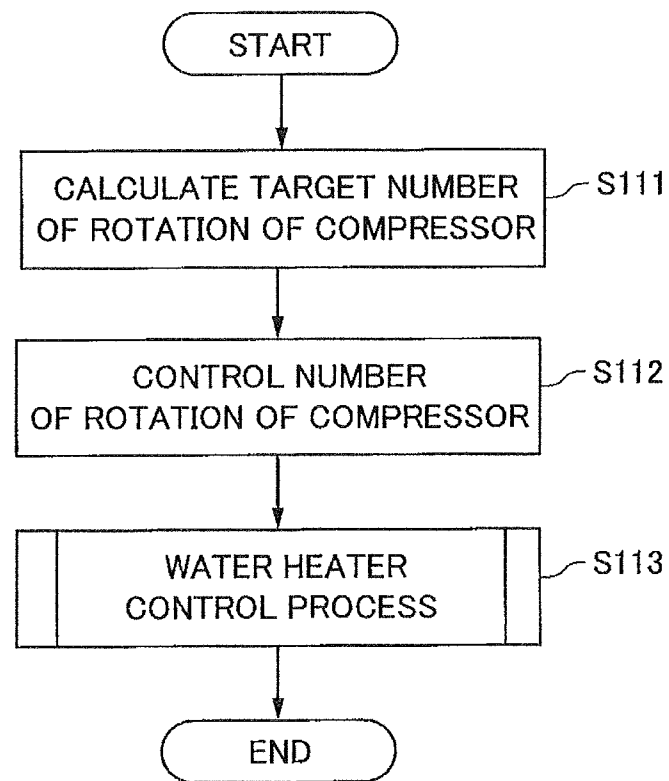 START
CALCULATE TARGET NUMBER
OF ROTATION OF COMPRESSOR
S111
CONTROL NUMBER
OF ROTATION OF COMPRESSOR
S112
WATER HEATER
CONTROL PROCESS
S113
END